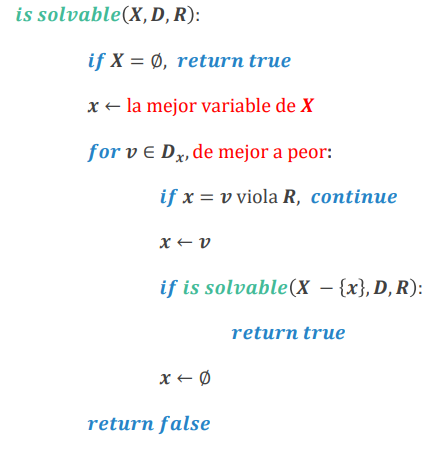 is solvable(X, D, R):
if X = ∅, return true
x ← la mejor variable de X
for v ∈ Dₓ, de mejor a peor:
if x = v viola R, continue
x ← v
if is solvable(X − {x}, D, R):
return true
x ← ∅
return false